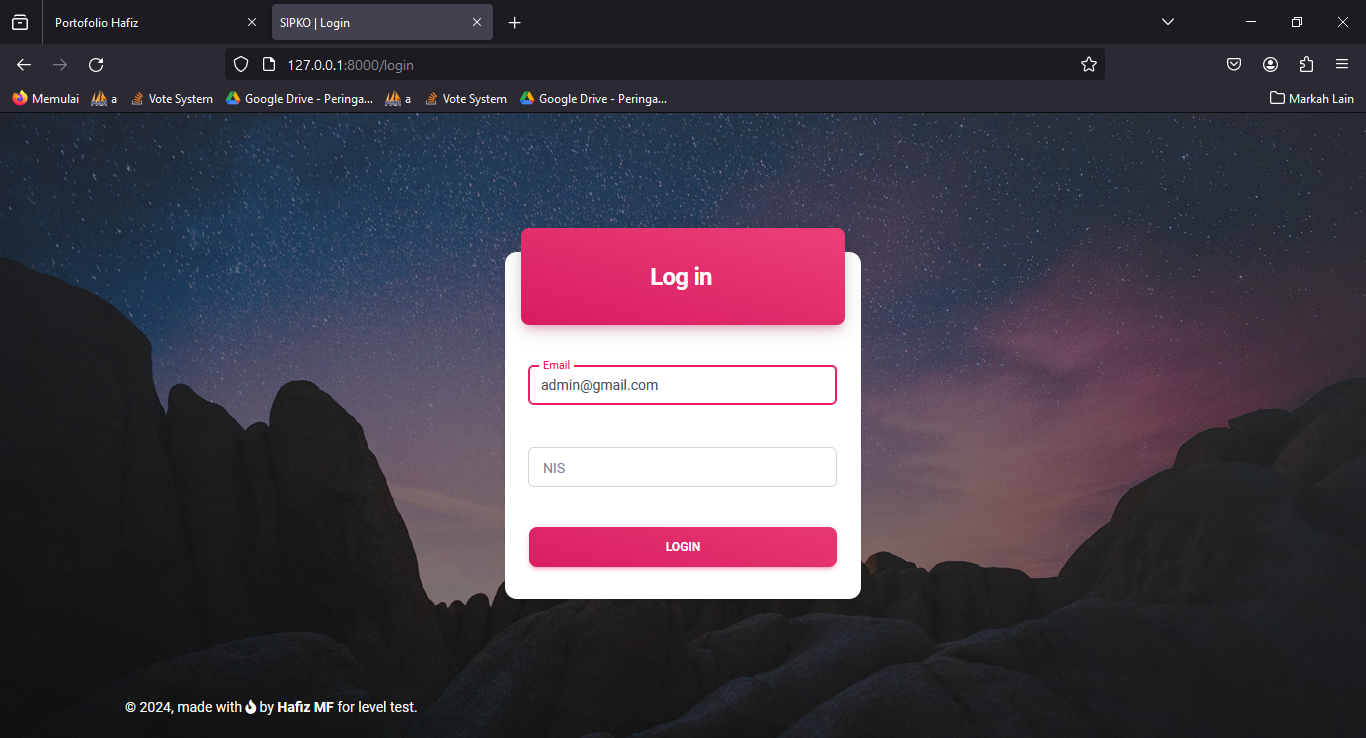 Portofolio Hafiz
SIPKO | Login
127.0.0.1:8000/login
Memulai
a
Vote System
Google Drive - Peringa...
a
Vote System
Google Drive - Peringa...
Markah Lain
Log in
Email
admin@gmail.com
NIS
LOGIN
© 2024, made with by Hafiz MF for level test.